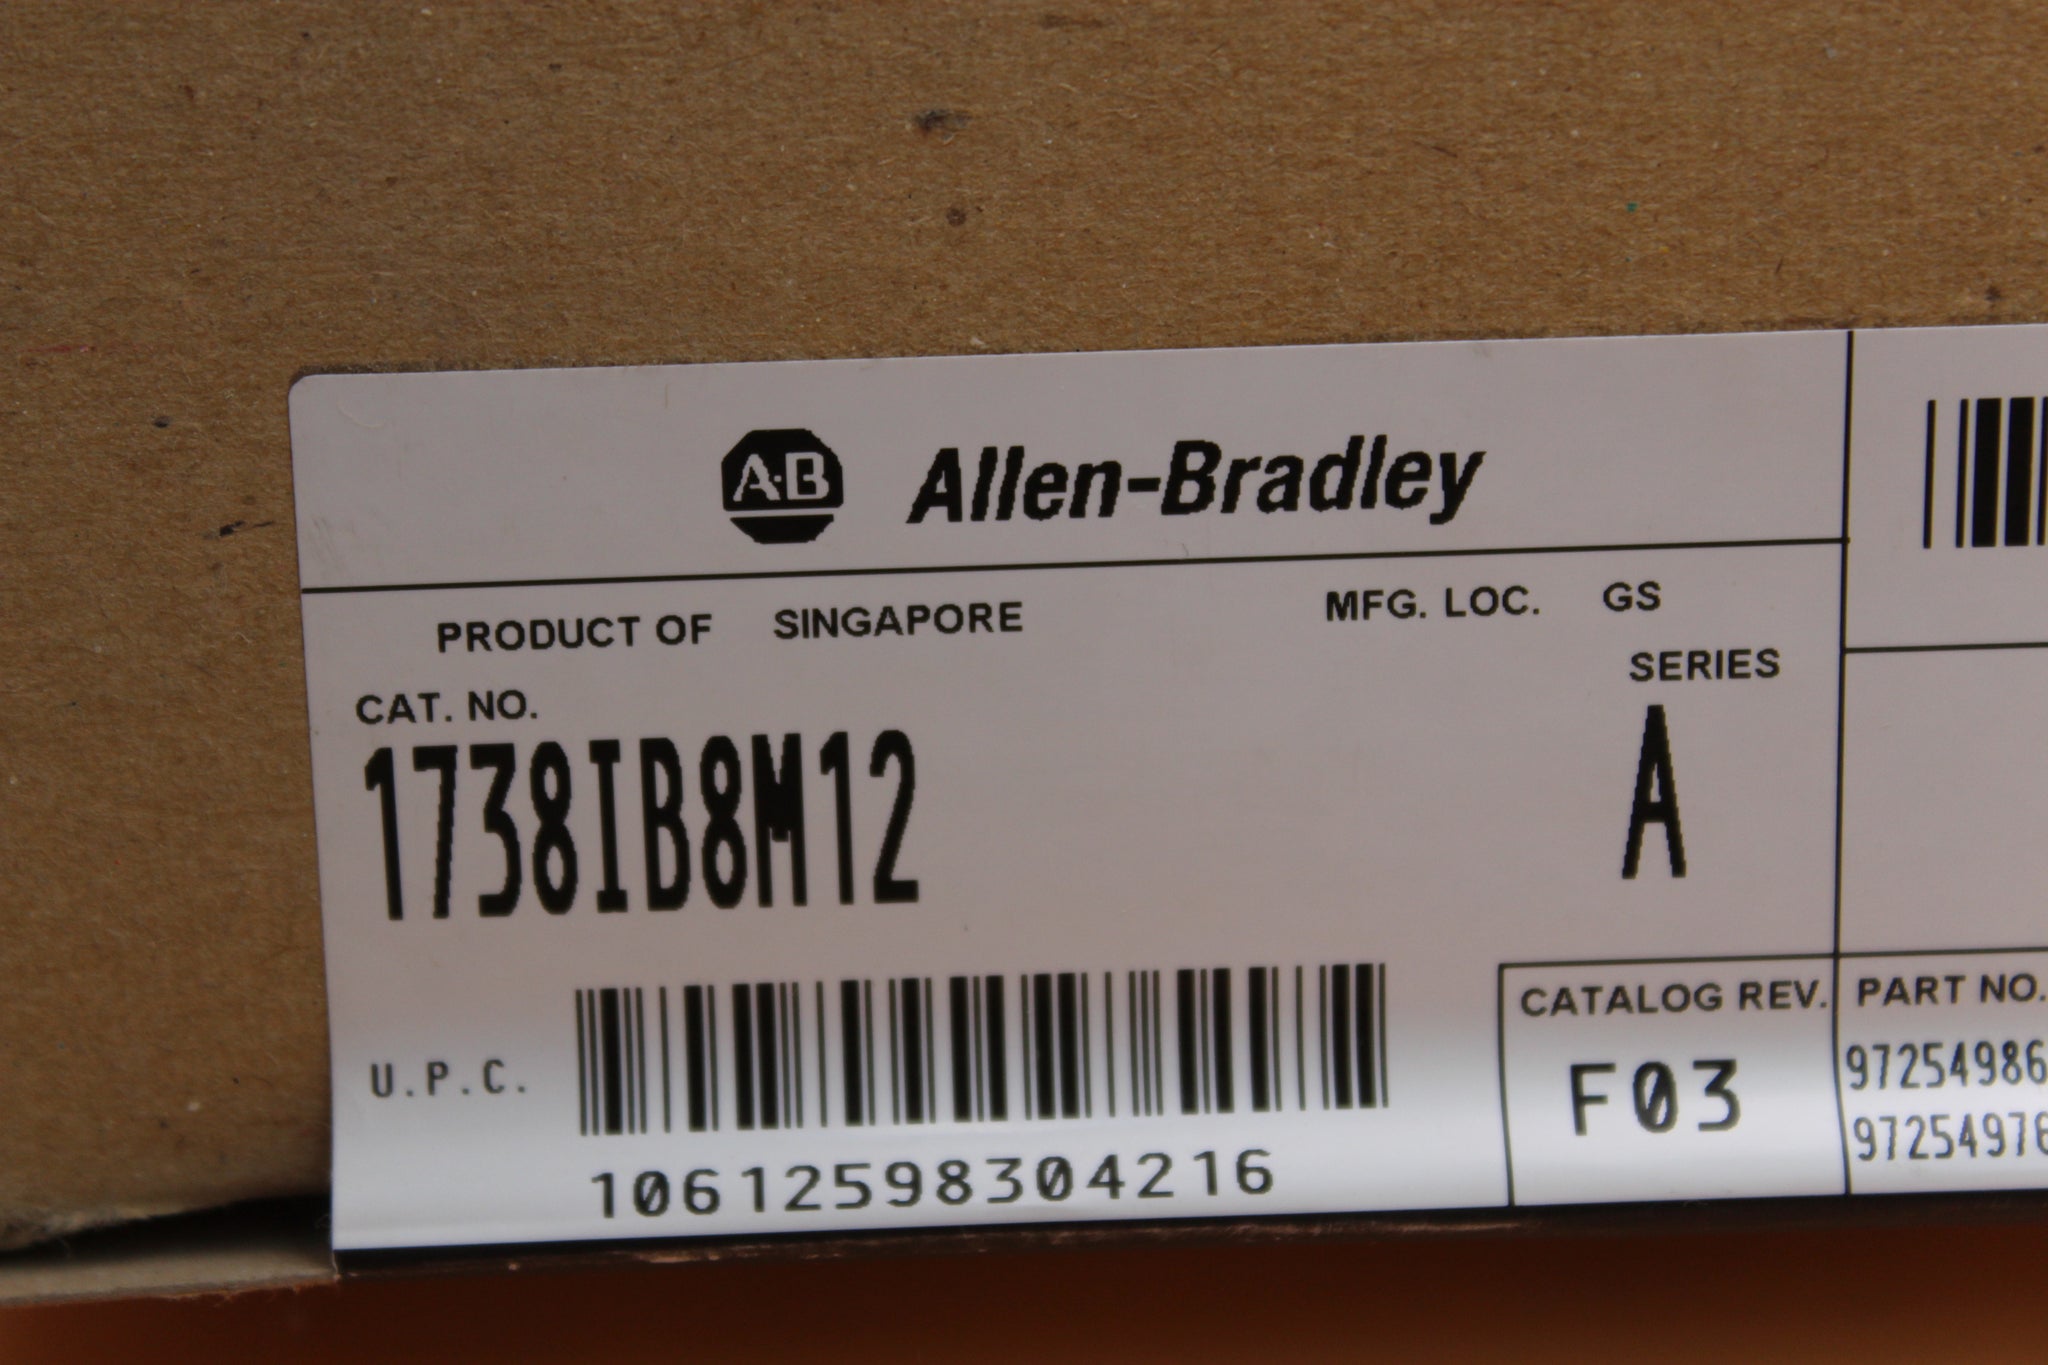 A·B Allen-Bradley
PRODUCT OF SINGAPORE MFG. LOC. GS
SERIES
CAT. NO.
1738IB8M12 A
CATALOG REV. PART NO.
U.P.C. F03
97254986
10612598304216